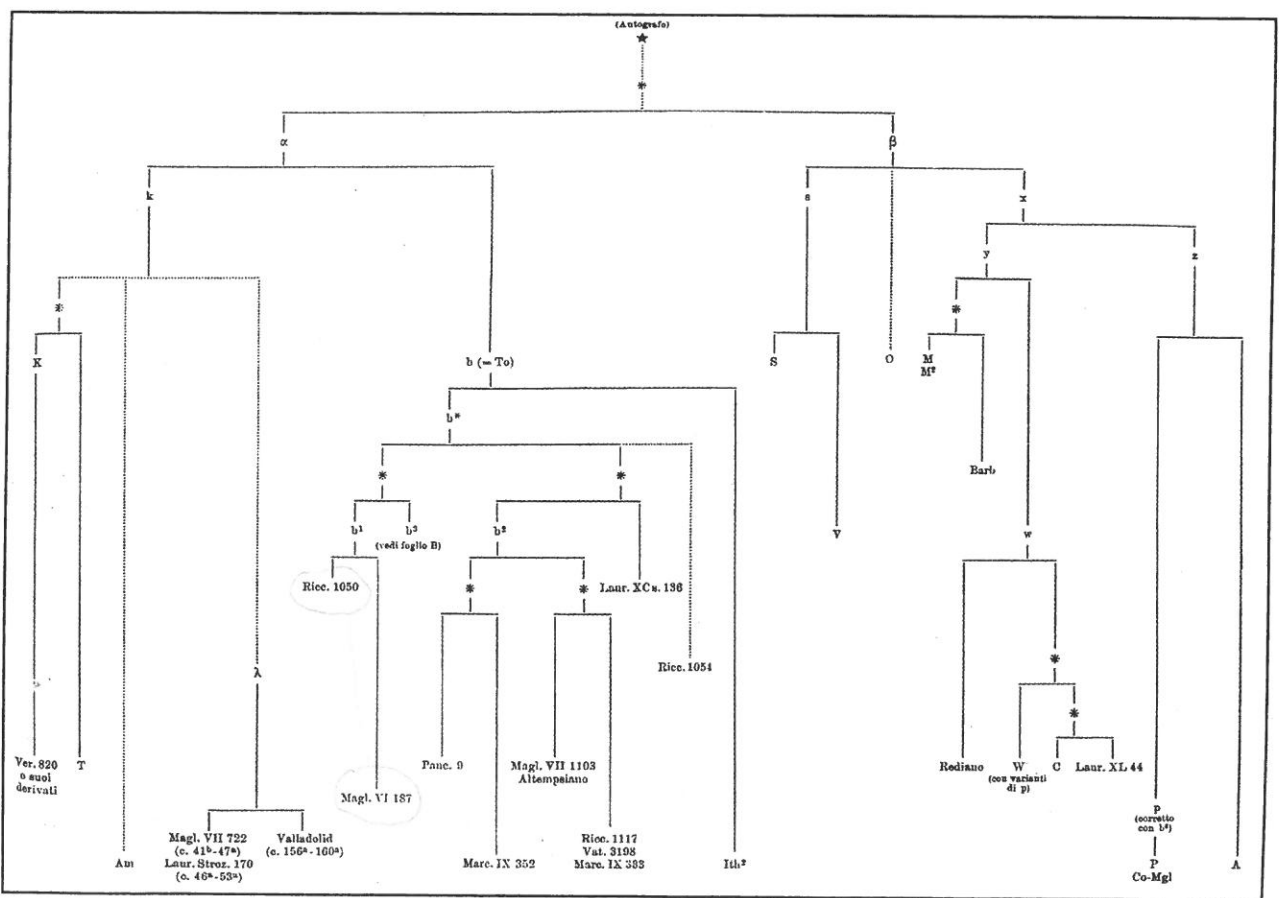 (Autografo)
★
*
α
β
k
s
x
y
z
*
*
K
b (= To)
S
O
M
M²
b*
Barb
*
*
b¹
b³
(vedi foglio B)
b²
V
w
Ricc. 1050
*
*
Laur. XC s. 136
Ricc. 1054
*
λ
*
Ver. 820
o suoi
derivati
T
Panc. 9
Magl. VII 1103
Altempsiano
Rediano
W
(con varianti
di p)
C
Laur. XL 44
Magl. VI 187
p
(corretto
con b²)
Magl. VII 722
(c. 41ᵇ-47ᵃ)
Laur. Stroz. 170
(c. 46ᵃ-53ᵃ)
Valladolid
(c. 156ᵃ-160ᵃ)
Am
Marc. IX 352
Ricc. 1117
Vat. 3198
Marc. IX 333
Ith²
P
Co-Mgl
A